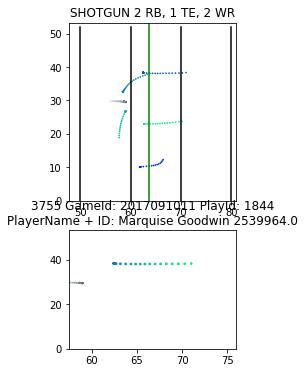 SHOTGUN 2 RB, 1 TE, 2 WR
50
40
30
20
10
0
50 60 70 80
3755 GameId: 2017091011 PlayId: 1844
PlayerName + ID: Marquise Goodwin 2539964.0
40
20
0
60 65 70 75